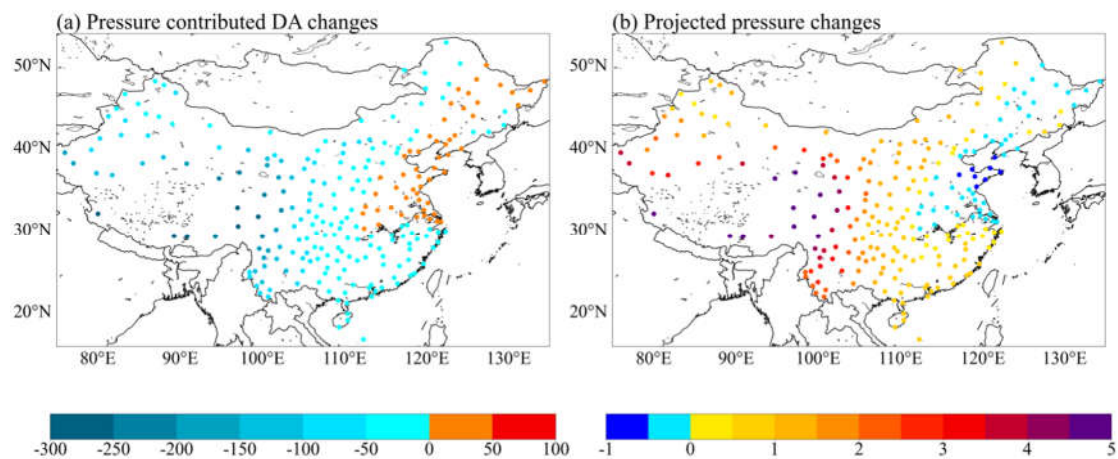 (a) Pressure contributed DA changes
(b) Projected pressure changes
50°N
40°N
30°N
20°N
80°E 90°E 100°E 110°E 120°E 130°E
50°N
40°N
30°N
20°N
80°E 90°E 100°E 110°E 120°E 130°E
-300 -250 -200 -150 -100 -50 0 50 100
-1 0 1 2 3 4 5